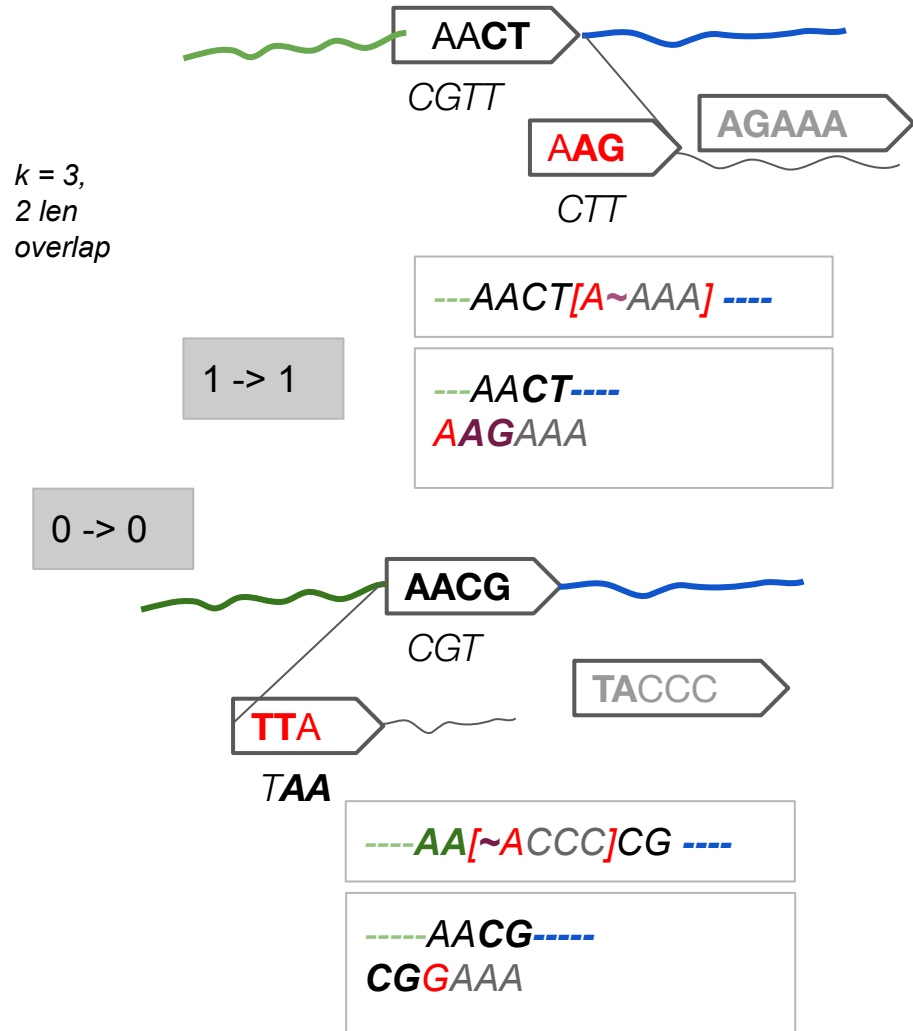 AACT
CGTT
AGAAA
AAG
CTT
k = 3,
2 len
overlap
---AACT[A~AAA] ----
1 -> 1
---AACT----
AAGAAA
0 -> 0
AACG
CGT
TACCC
TTA
TAA
----AA[~ACCC]CG ----
-----AACG-----
CGGAAA